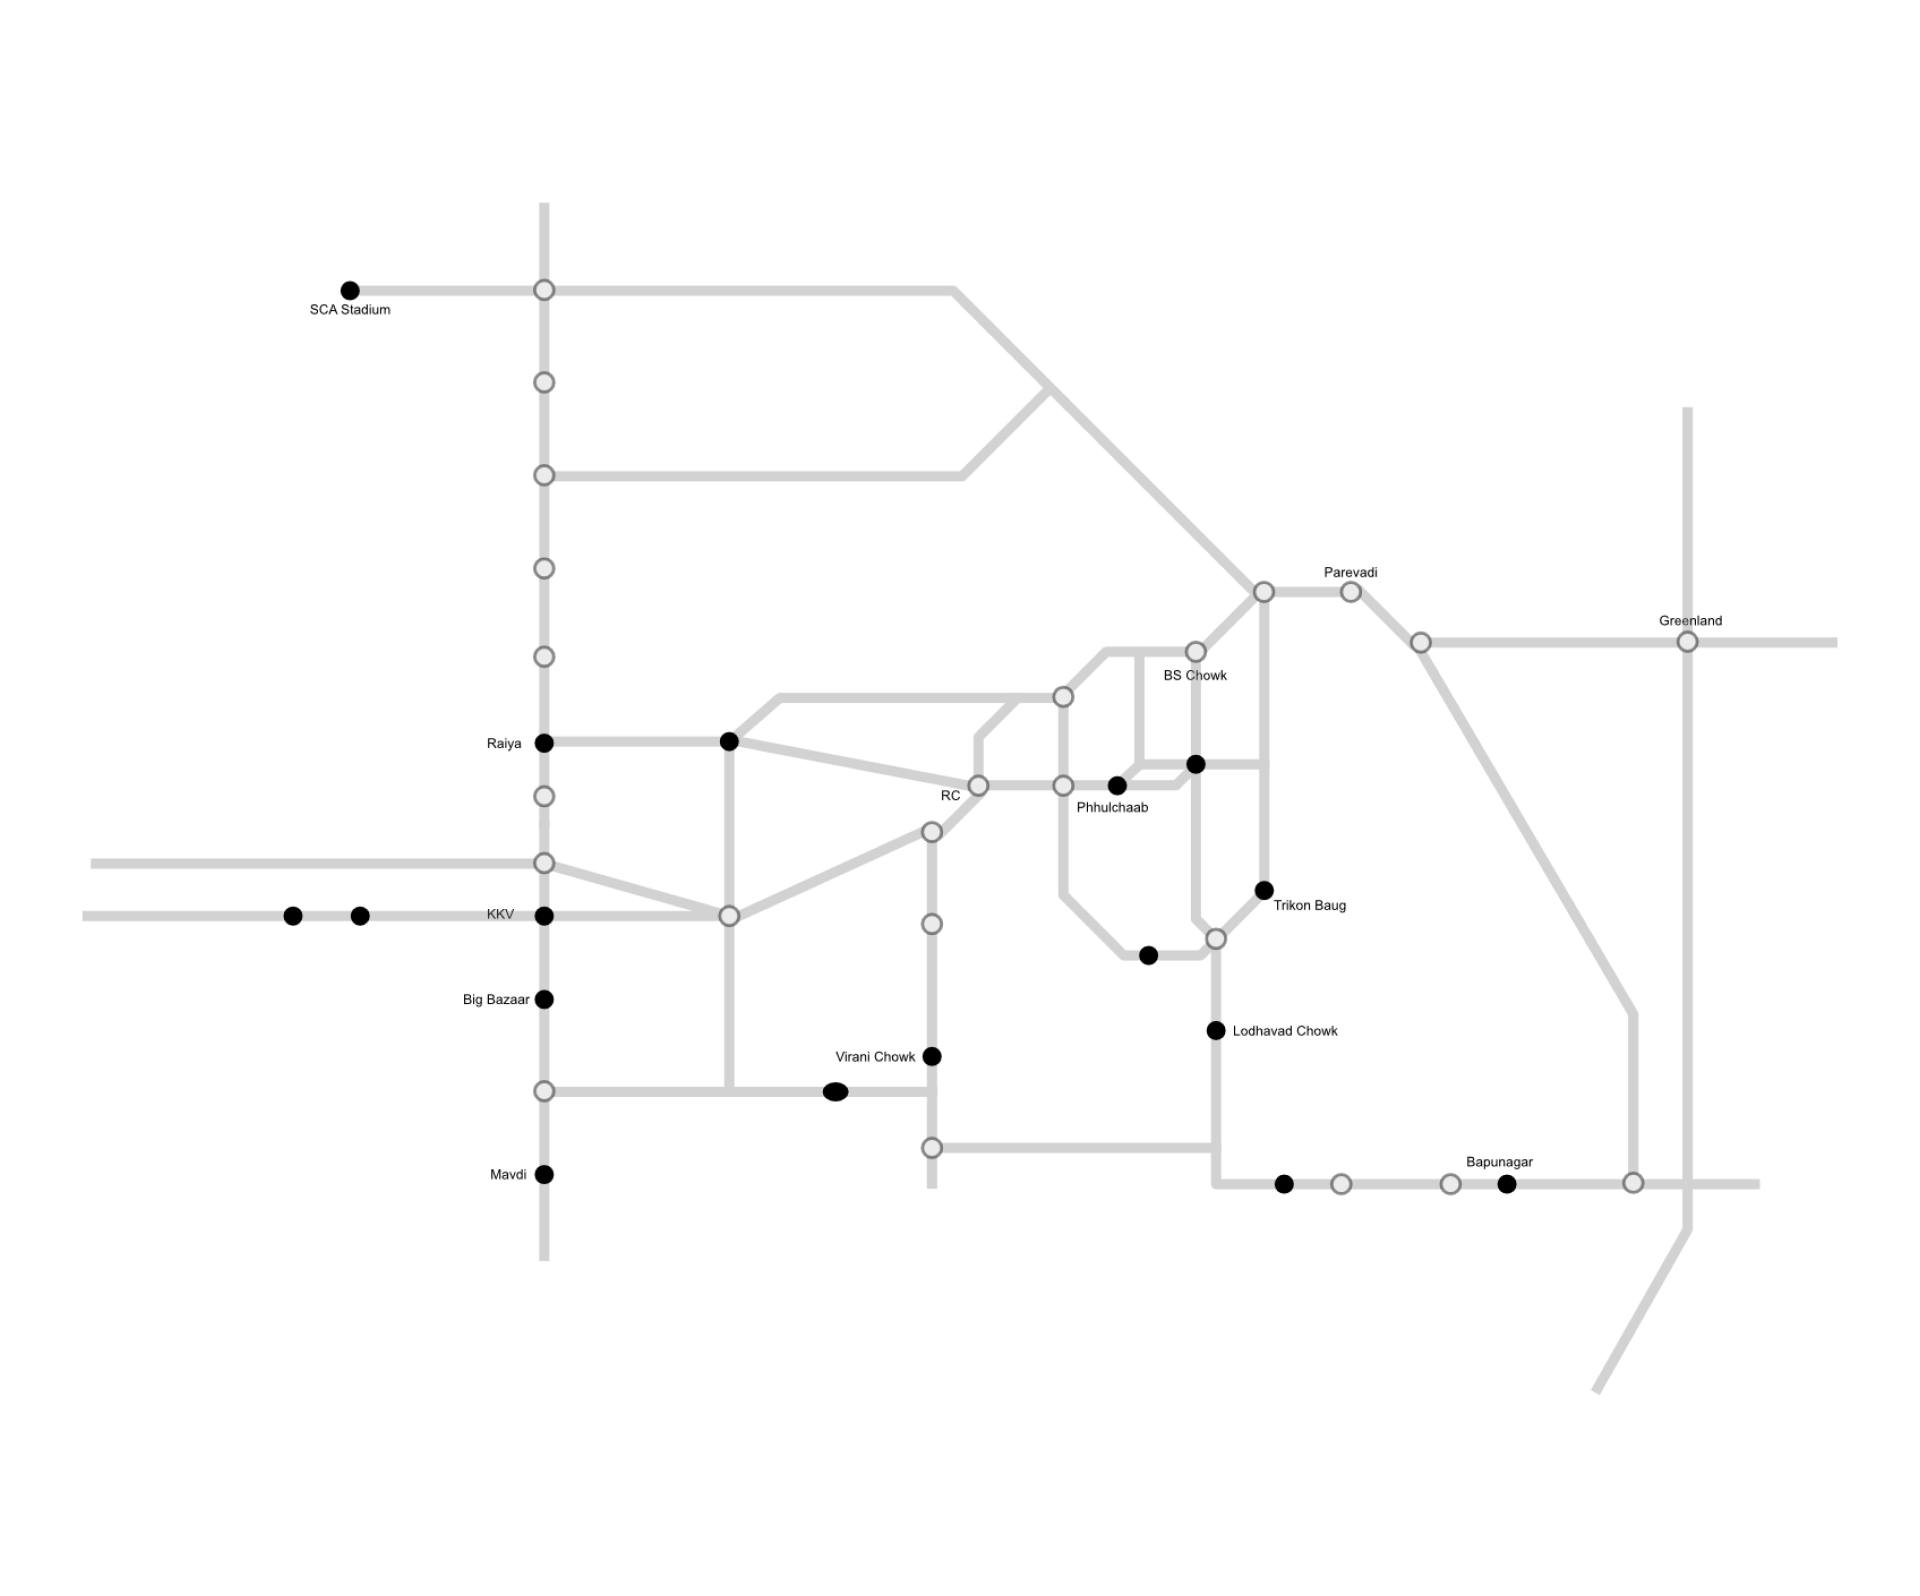 SCA Stadium
Parevadi
Greenland
BS Chowk
Raiya
RC
Phhulchaab
Trikon Baug
KKV
Big Bazaar
Lodhavad Chowk
Virani Chowk
Bapunagar
Mavdi